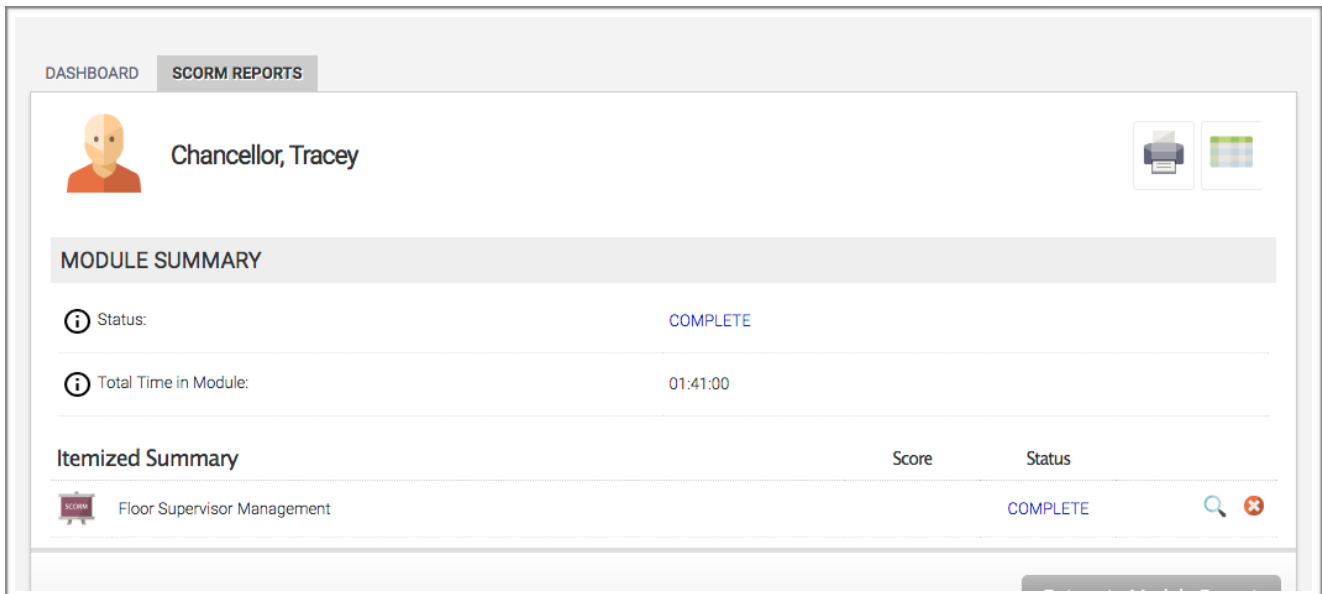 DASHBOARD SCORM REPORTS
Chancellor, Tracey
MODULE SUMMARY
Status: COMPLETE
Total Time in Module: 01:41:00
Itemized Summary Score Status
SCORM Floor Supervisor Management COMPLETE